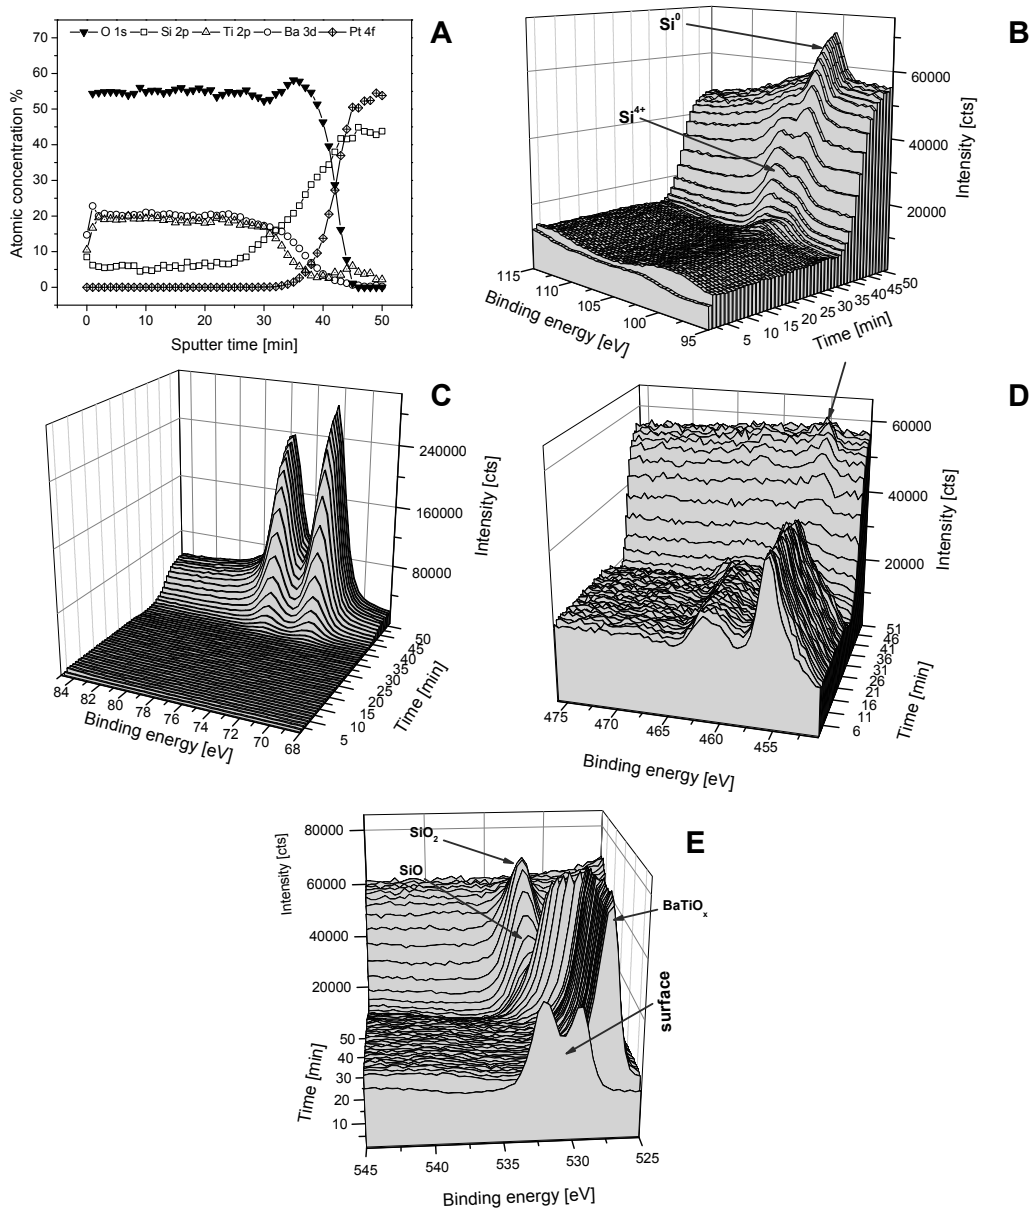 O 1s Si 2p Ti 2p Ba 3d Pt 4f
A
70
60
50
40
30
20
10
0
Atomic concentration %
0 10 20 30 40 50
Sputter time [min]
B
Si⁰
Si⁴⁺
60000
40000
20000
Intensity [cts]
115 110 105 100 95
Binding energy [eV]
5 10 15 20 25 30 35 40 45 50
Time [min]
C
240000
160000
80000
Intensity [cts]
84 82 80 78 76 74 72 70 68
Binding energy [eV]
5 10 15 20 25 30 35 40 45 50
Time [min]
D
60000
40000
20000
Intensity [cts]
475 470 465 460 455
Binding energy [eV]
6 11 16 21 26 31 36 41 46 51
Time [min]
E
80000
60000
40000
20000
Intensity [cts]
SiO₂
SiO
BaTiOₓ
surface
50
40
30
20
10
Time [min]
545 540 535 530 525
Binding energy [eV]